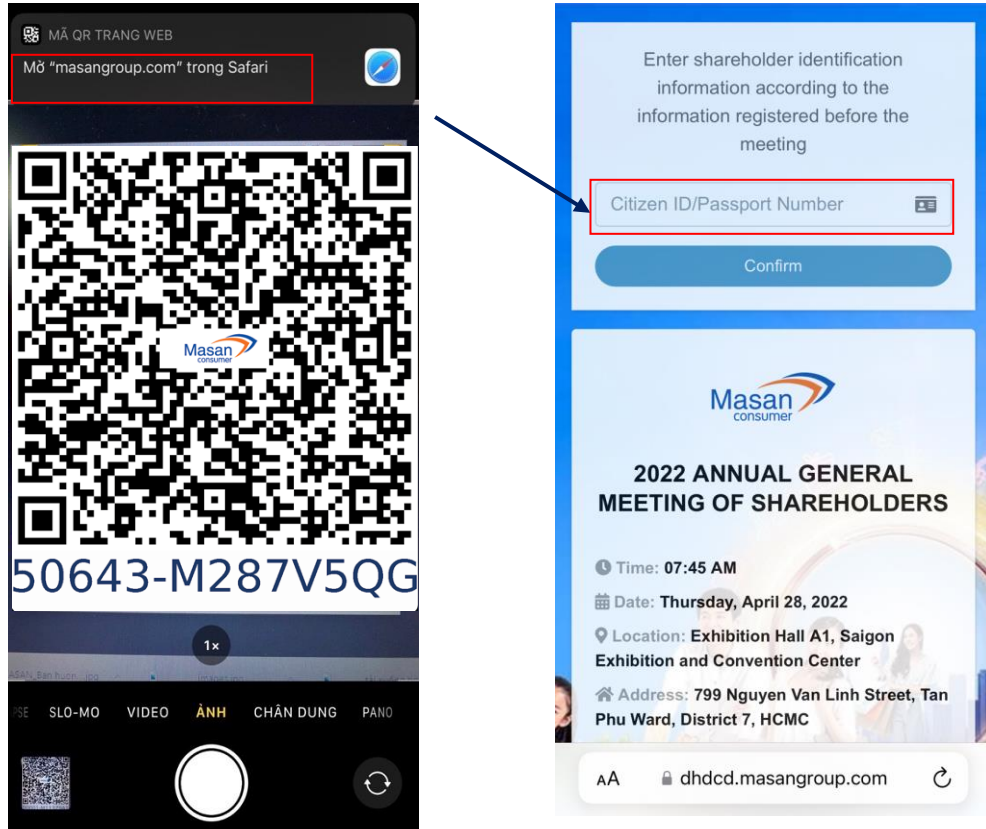 MÃ QR TRANG WEB
Mở “masangroup.com” trong Safari
Masan
consumer
50643-M287V5QG
1×
SLO-MO VIDEO ẢNH CHÂN DUNG PANO
Enter shareholder identification
information according to the
information registered before the
meeting
Citizen ID/Passport Number
Confirm
Masan
consumer
2022 ANNUAL GENERAL
MEETING OF SHAREHOLDERS
Time: 07:45 AM
Date: Thursday, April 28, 2022
Location: Exhibition Hall A1, Saigon
Exhibition and Convention Center
Address: 799 Nguyen Van Linh Street, Tan
Phu Ward, District 7, HCMC
AA dhdcd.masangroup.com